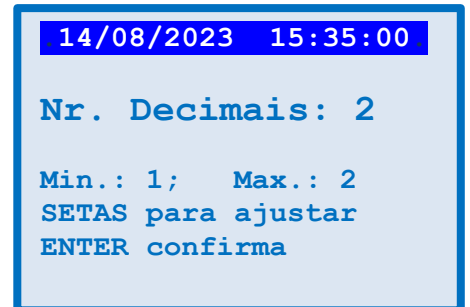 14/08/2023 15:35:00
Nr. Decimais: 2
Min.: 1; Max.: 2
SETAS para ajustar
ENTER confirma